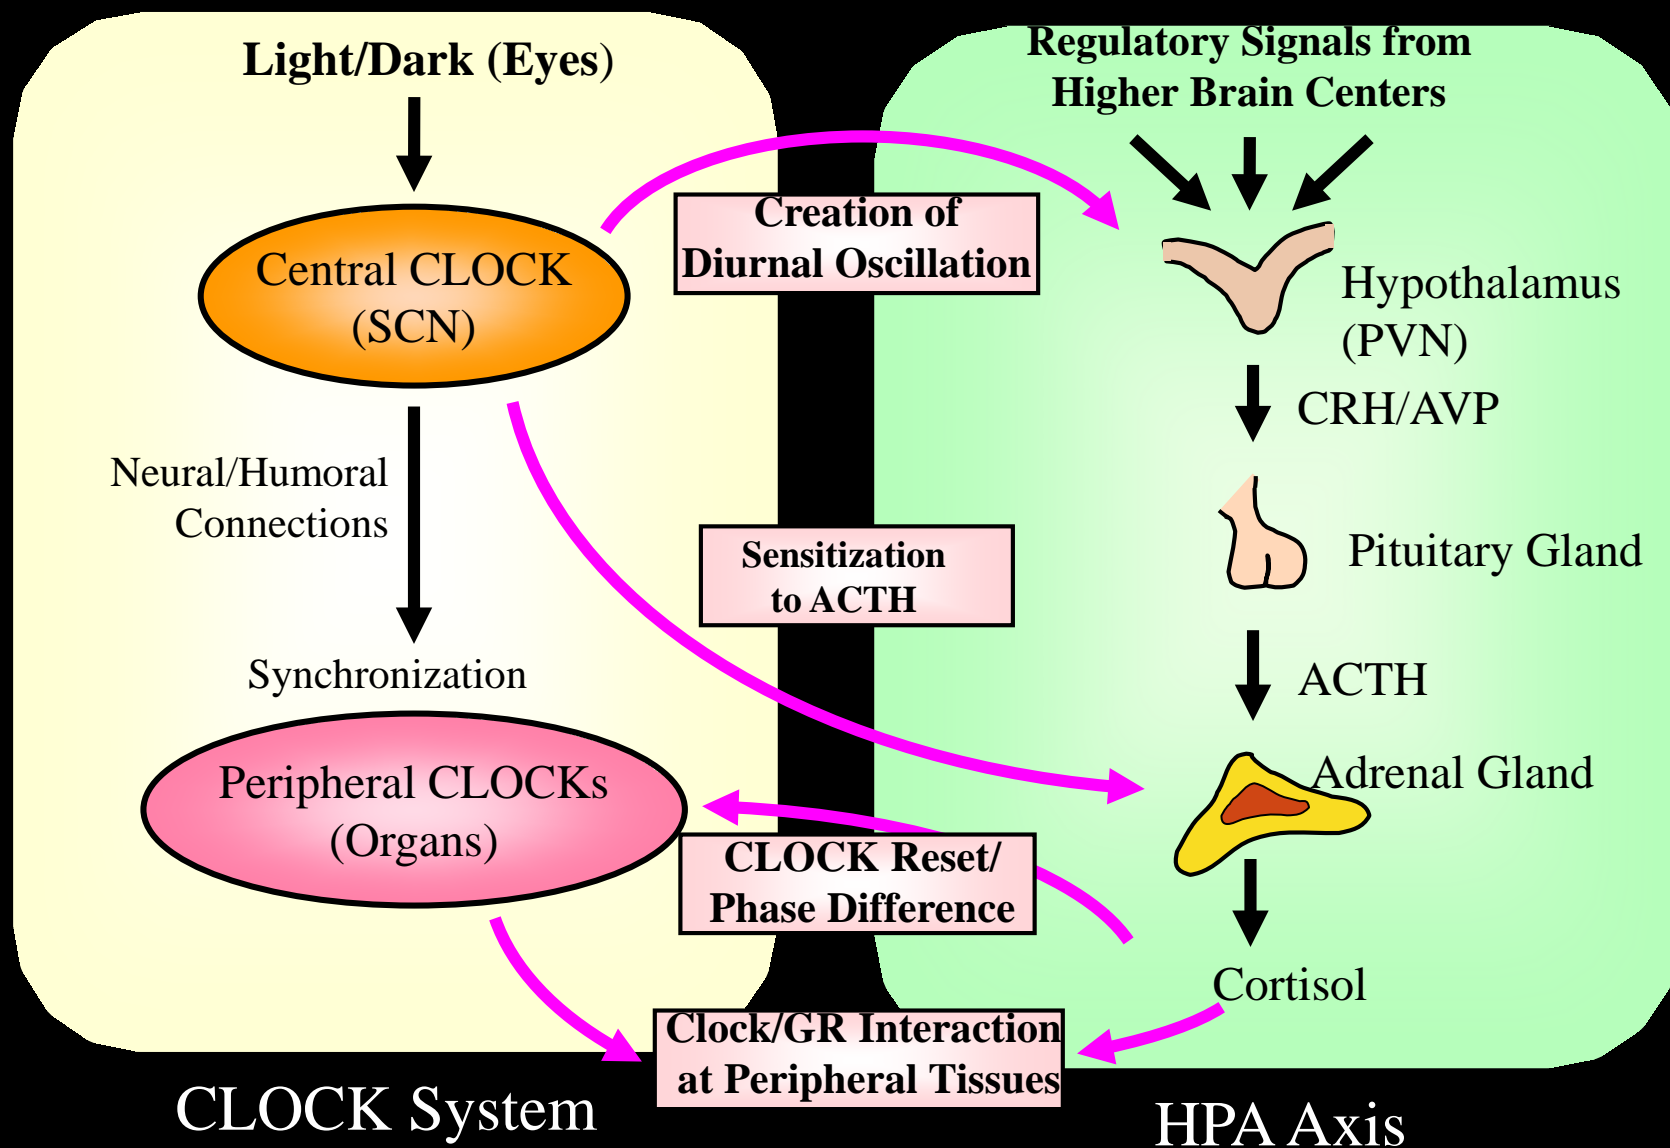 Light/Dark (Eyes)
Central CLOCK
(SCN)
Neural/Humoral
Connections
Synchronization
Peripheral CLOCKs
(Organs)
CLOCK System
Creation of
Diurnal Oscillation
Sensitization
to ACTH
CLOCK Reset/
Phase Difference
Clock/GR Interaction
at Peripheral Tissues
Regulatory Signals from
Higher Brain Centers
Hypothalamus
(PVN)
CRH/AVP
Pituitary Gland
ACTH
Adrenal Gland
Cortisol
HPA Axis